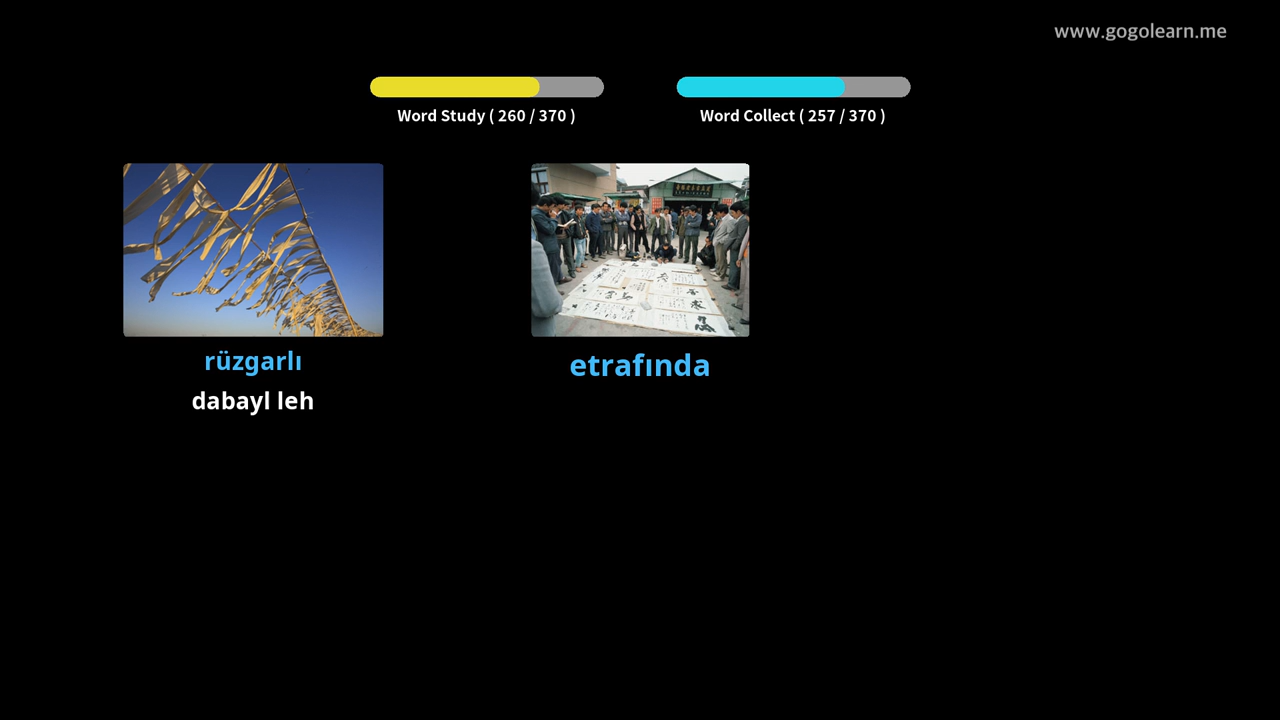 www.gogolearn.me
Word Study ( 260 / 370 )
Word Collect ( 257 / 370 )
rüzgarlı
dabayl leh
etrafında